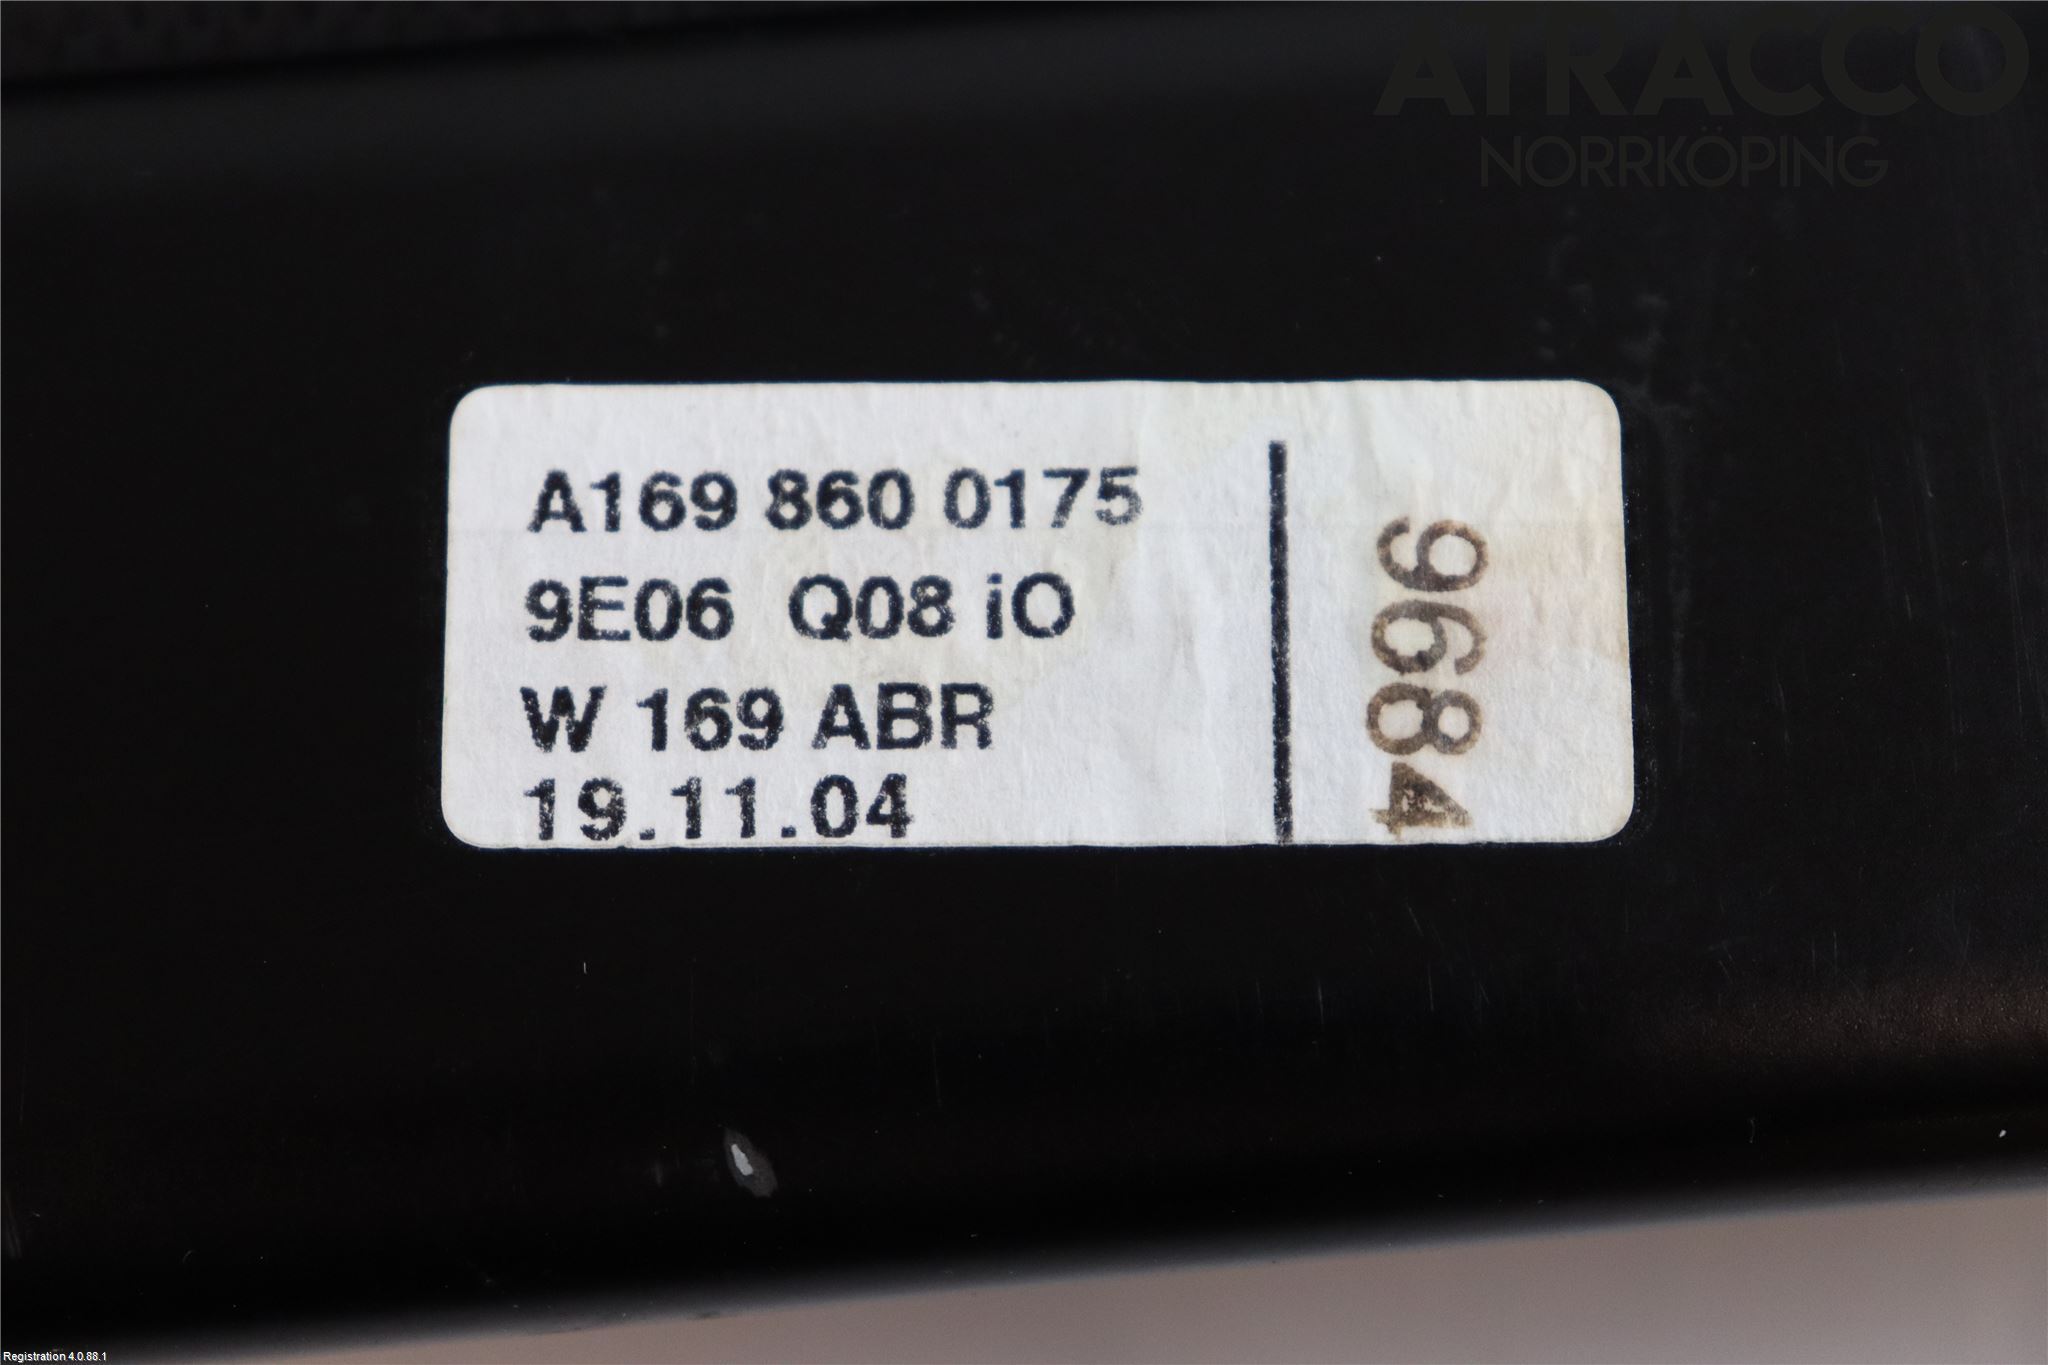 ATRACCO
NORRKÖPING
A169 860 0175
9E06 Q08 iO
W 169 ABR
19.11.04
9684
Registration 4.0.88.1